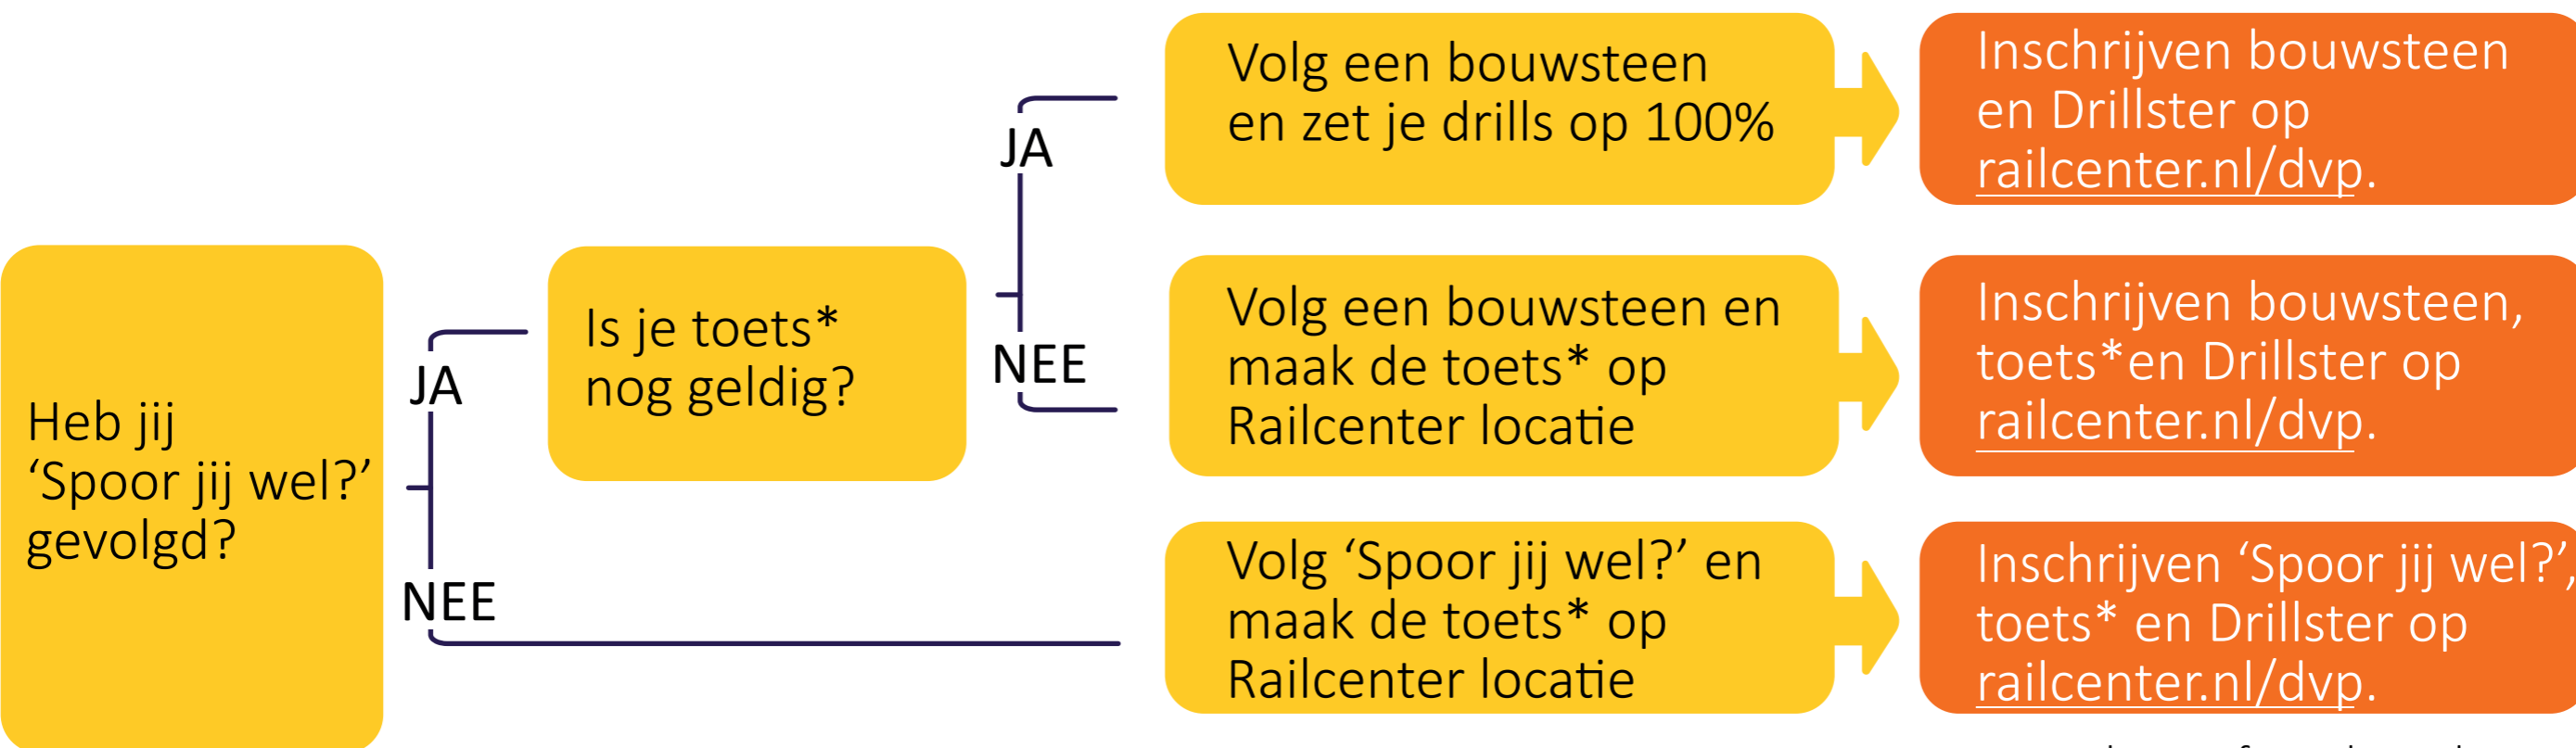 Heb jij
‘Spoor jij wel?’
gevolgd?
JA
NEE
Is je toets*
nog geldig?
JA
NEE
Volg een bouwsteen
en zet je drills op 100%
Inschrijven bouwsteen
en Drillster op
railcenter.nl/dvp.
Volg een bouwsteen en
maak de toets* op
Railcenter locatie
Inschrijven bouwsteen,
toets*en Drillster op
railcenter.nl/dvp.
Volg ‘Spoor jij wel?’ en
maak de toets* op
Railcenter locatie
Inschrijven ‘Spoor jij wel?’,
toets* en Drillster op
railcenter.nl/dvp.